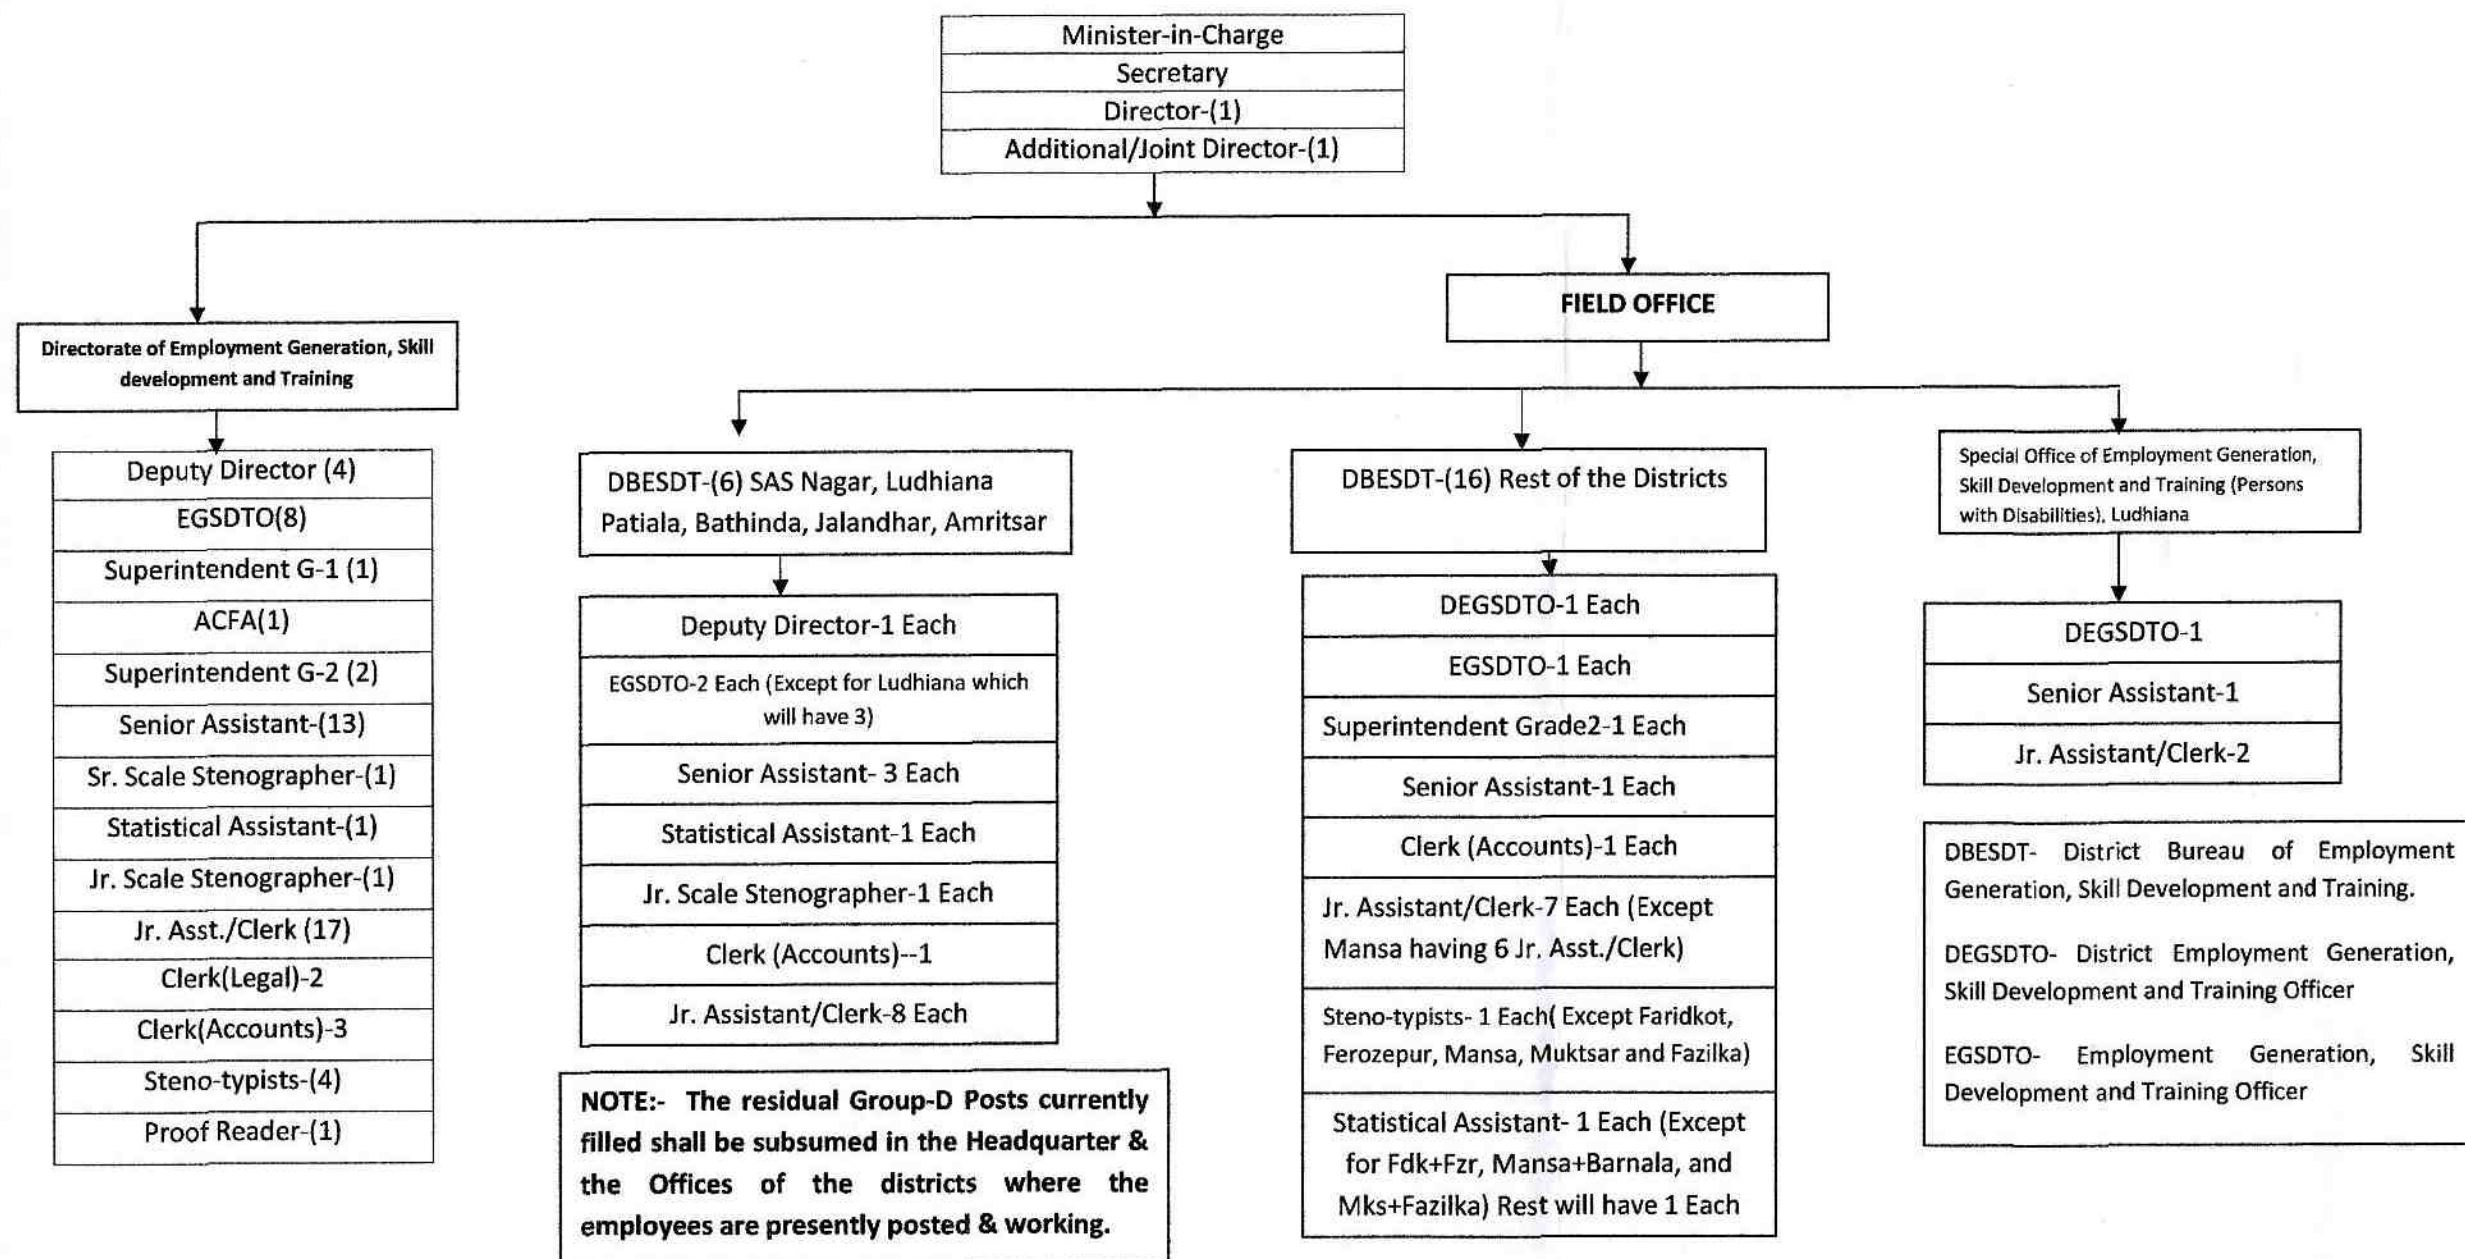 Minister-in-Charge
Secretary
Director-(1)
Additional/Joint Director-(1)
FIELD OFFICE
Directorate of Employment Generation, Skill
development and Training
Deputy Director (4)
EGSDTO(8)
Superintendent G-1 (1)
ACFA(1)
Superintendent G-2 (2)
Senior Assistant-(13)
Sr. Scale Stenographer-(1)
Statistical Assistant-(1)
Jr. Scale Stenographer-(1)
Jr. Asst./Clerk (17)
Clerk(Legal)-2
Clerk(Accounts)-3
Steno-typists-(4)
Proof Reader-(1)
DBESDT-(6) SAS Nagar, Ludhiana
Patiala, Bathinda, Jalandhar, Amritsar
Deputy Director-1 Each
EGSDTO-2 Each (Except for Ludhiana which
will have 3)
Senior Assistant- 3 Each
Statistical Assistant-1 Each
Jr. Scale Stenographer-1 Each
Clerk (Accounts)--1
Jr. Assistant/Clerk-8 Each
NOTE:- The residual Group-D Posts currently
filled shall be subsumed in the Headquarter &
the Offices of the districts where the
employees are presently posted & working.
DBESDT-(16) Rest of the Districts
DEGSDTO-1 Each
EGSDTO-1 Each
Superintendent Grade2-1 Each
Senior Assistant-1 Each
Clerk (Accounts)-1 Each
Jr. Assistant/Clerk-7 Each (Except
Mansa having 6 Jr. Asst./Clerk)
Steno-typists- 1 Each( Except Faridkot,
Ferozepur, Mansa, Muktsar and Fazilka)
Statistical Assistant- 1 Each (Except
for Fdk+Fzr, Mansa+Barnala, and
Mks+Fazilka) Rest will have 1 Each
Special Office of Employment Generation,
Skill Development and Training (Persons
with Disabilities), Ludhiana
DEGSDTO-1
Senior Assistant-1
Jr. Assistant/Clerk-2
DBESDT- District Bureau of Employment
Generation, Skill Development and Training.
DEGSDTO- District Employment Generation,
Skill Development and Training Officer
EGSDTO- Employment Generation, Skill
Development and Training Officer